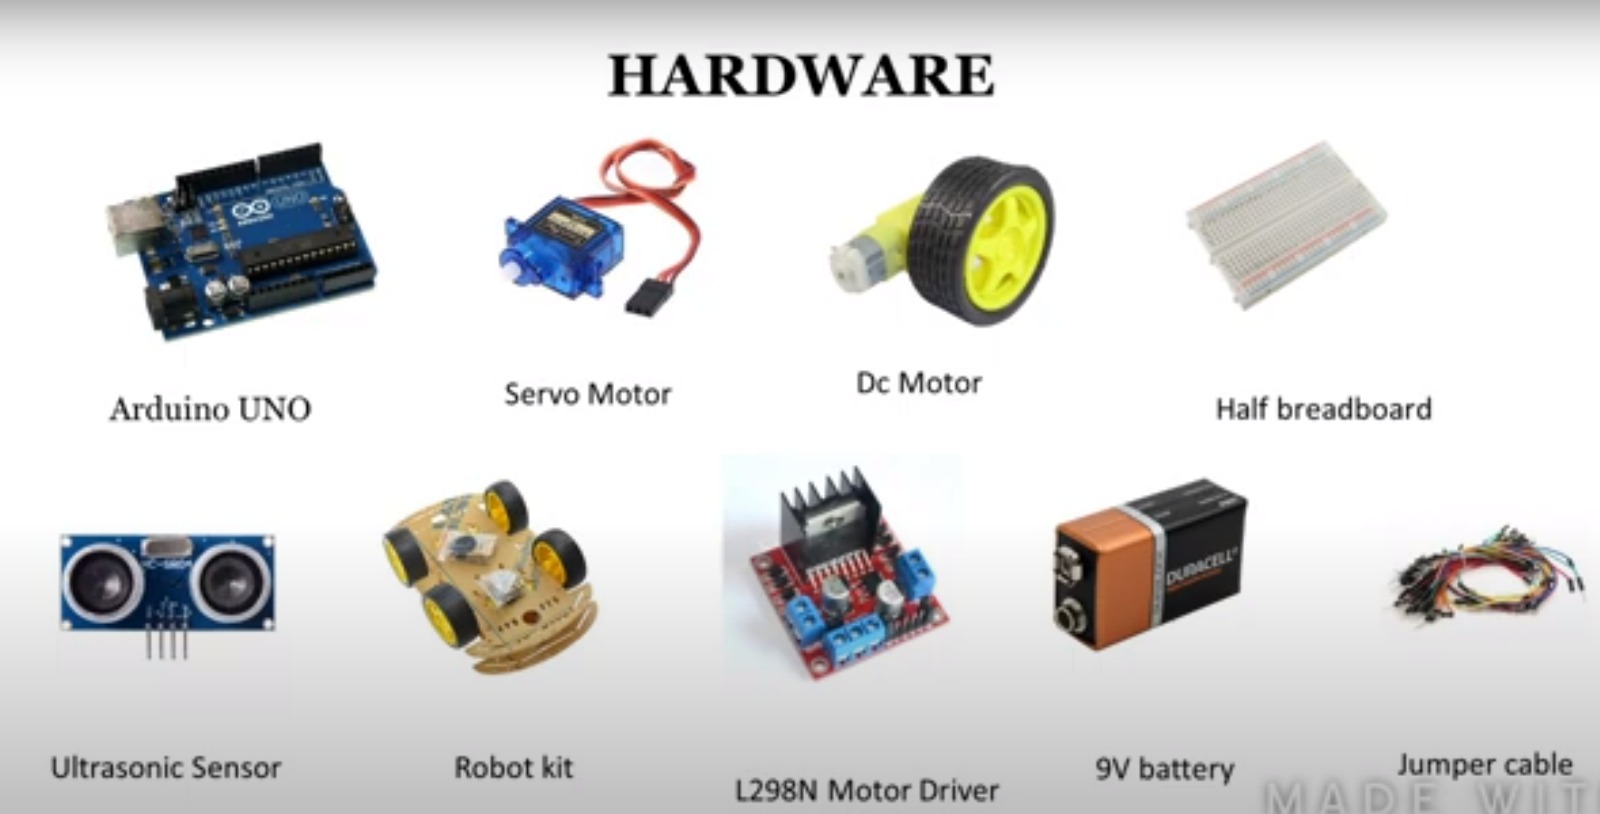 HARDWARE
UNO
Arduino UNO
Servo Motor
Dc Motor
Half breadboard
DURACELL
Ultrasonic Sensor
Robot kit
L298N Motor Driver
9V battery
Jumper cable
MADE WIT